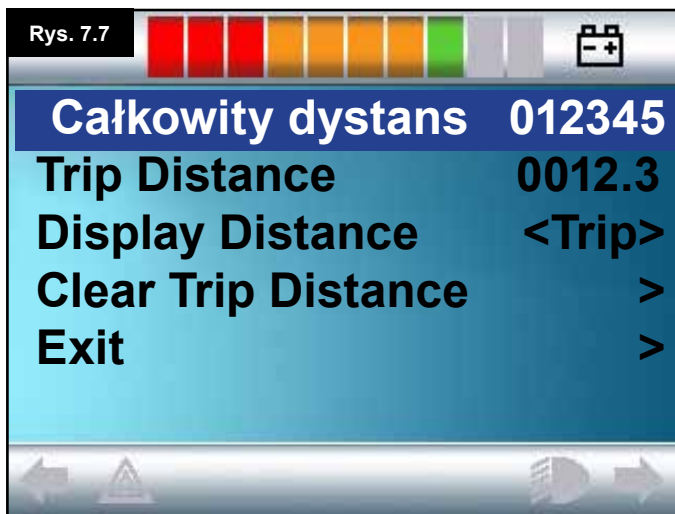 Rys. 7.7
Całkowity dystans 012345
Trip Distance 0012.3
Display Distance <Trip>
Clear Trip Distance >
Exit >